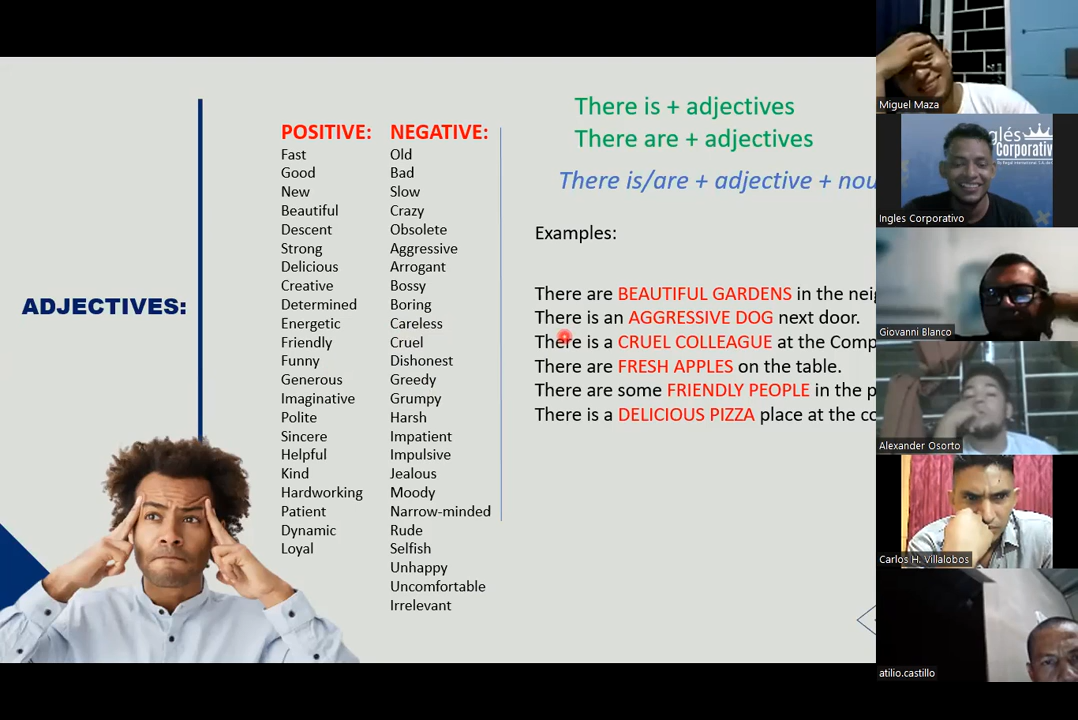 ADJECTIVES:
POSITIVE:
Fast
Good
New
Beautiful
Descent
Strong
Delicious
Creative
Determined
Energetic
Friendly
Funny
Generous
Imaginative
Polite
Sincere
Helpful
Kind
Hardworking
Patient
Dynamic
Loyal
NEGATIVE:
Old
Bad
Slow
Crazy
Obsolete
Aggressive
Arrogant
Bossy
Boring
Careless
Cruel
Dishonest
Greedy
Grumpy
Harsh
Impatient
Impulsive
Jealous
Moody
Narrow-minded
Rude
Selfish
Unhappy
Uncomfortable
Irrelevant
There is + adjectives
There are + adjectives
There is/are + adjective + nou
Examples:
There are BEAUTIFUL GARDENS in the nei
There is an AGGRESSIVE DOG next door.
There is a CRUEL COLLEAGUE at the Comp
There are FRESH APPLES on the table.
There are some FRIENDLY PEOPLE in the p
There is a DELICIOUS PIZZA place at the co
Miguel Maza
glés
Corporativ
Ingles Corporativo
Giovanni Blanco
Alexander Osorto
Carlos H. Villalobos
atilio.castillo